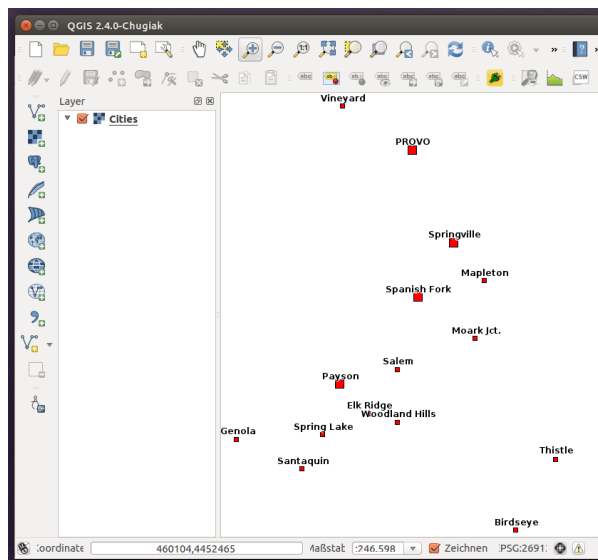 QGIS 2.4.0-Chugiak
Layer
Cities
Vineyard
PROVO
Springville
Mapleton
Spanish Fork
Moark Jct.
Salem
Payson
Elk Ridge
Woodland Hills
Genola
Spring Lake
Thistle
Santaquin
Birdseye
:oordinate 460104,4452465 Maßstab :246.598 Zeichnen :PSG:2691: